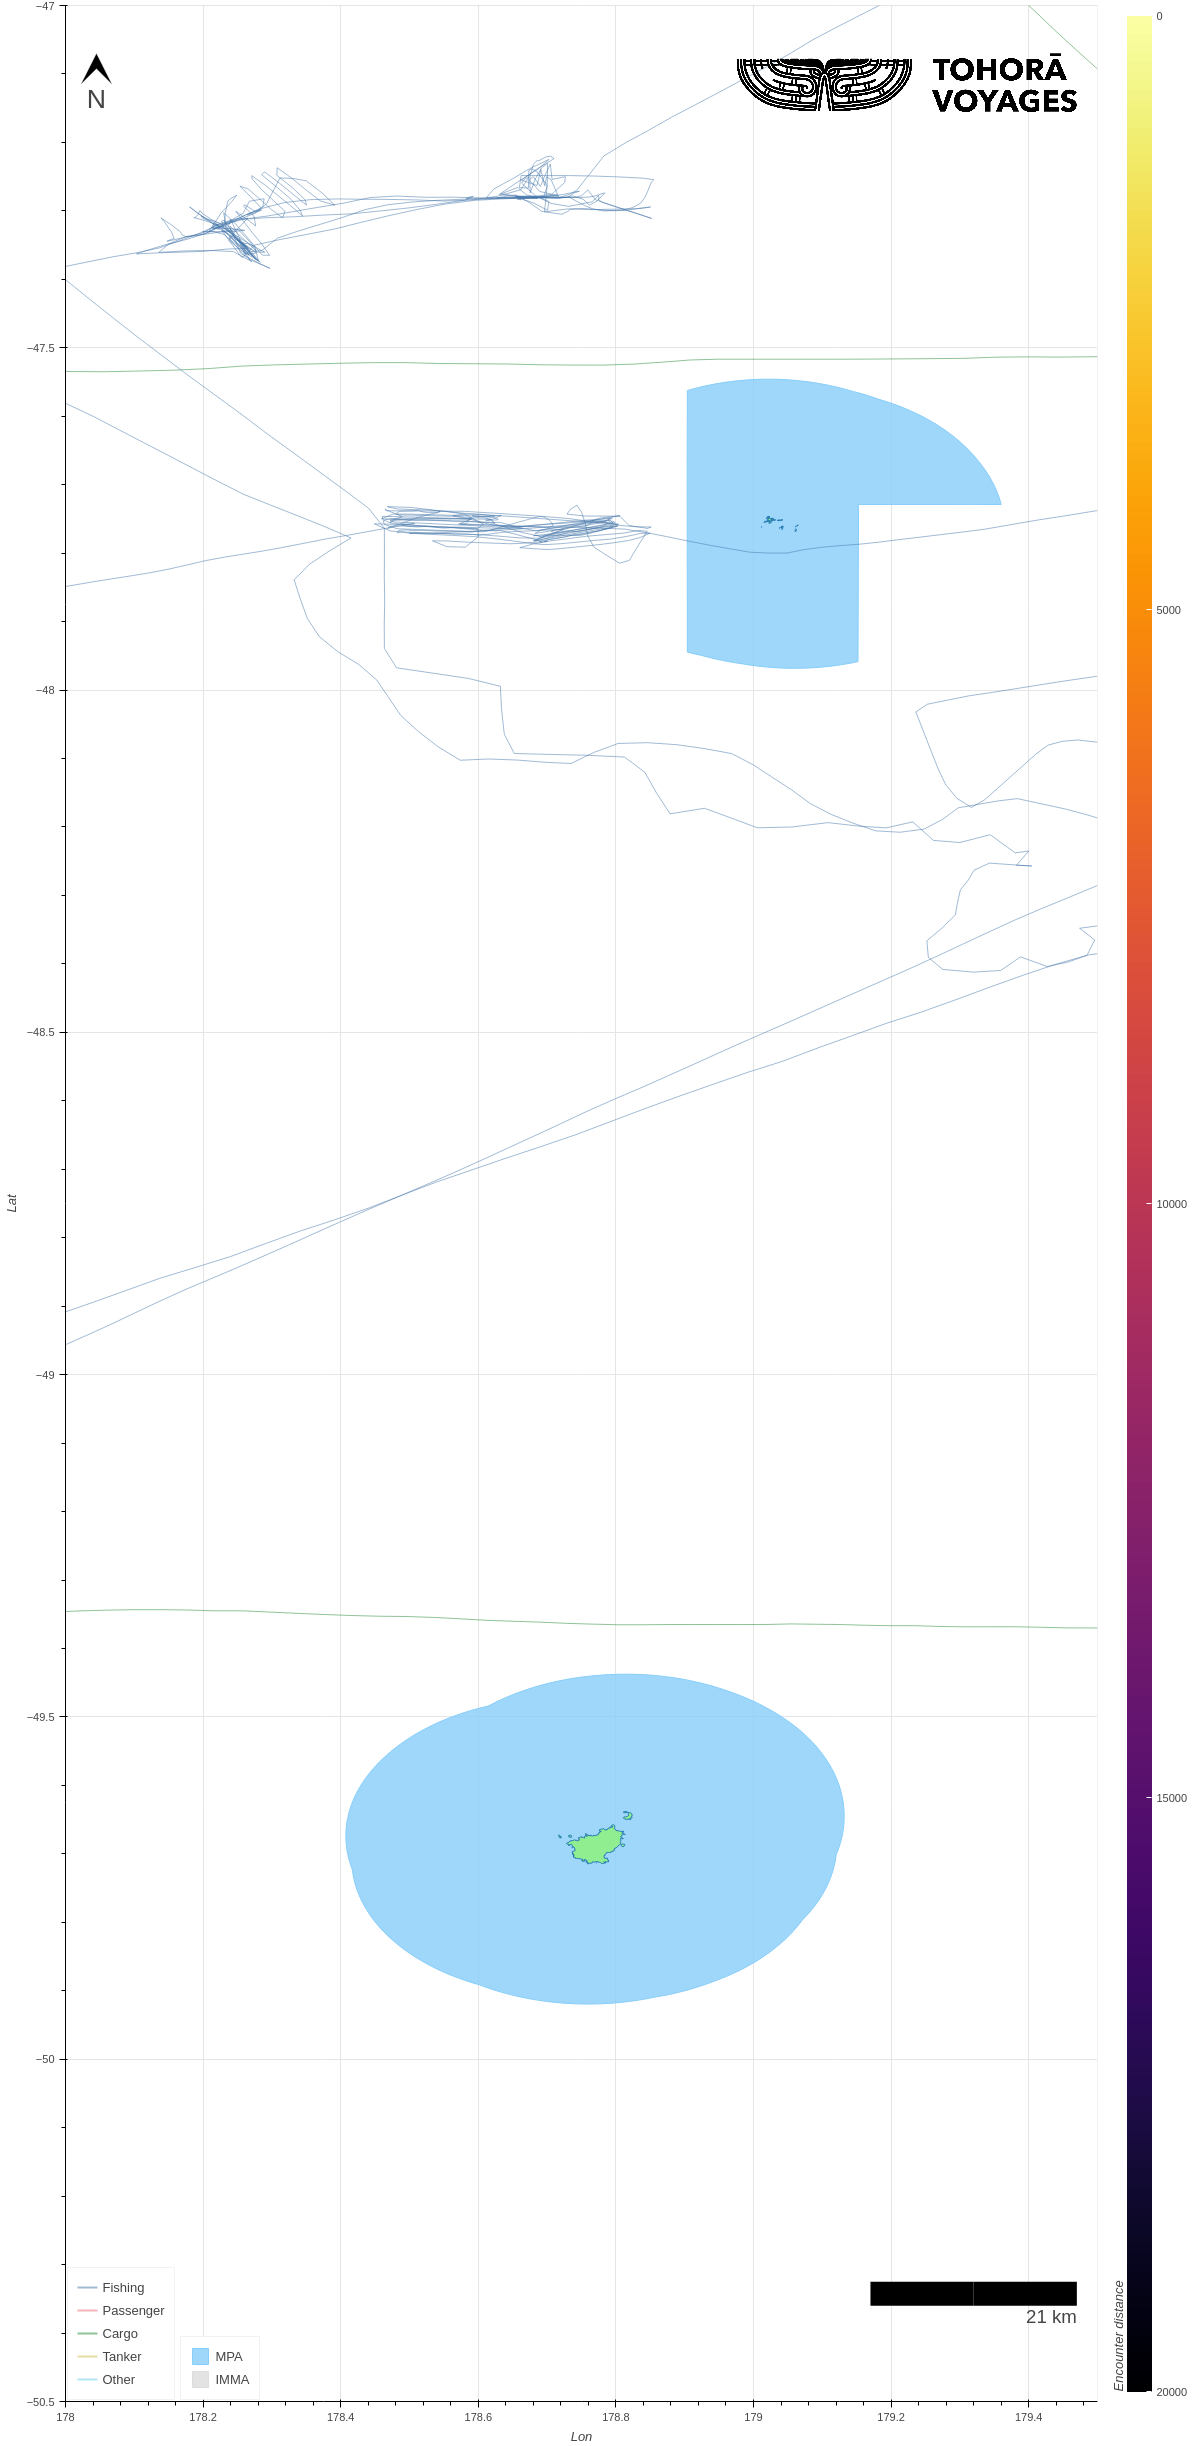 −47
N
TOHORĀ
VOYAGES
0
−47.5
5000
−48
−48.5
10000
Lat
−49
−49.5
15000
−50
Fishing
Passenger
Cargo
Tanker
Other
MPA
IMMA
21 km
Encounter distance
20000
−50.5
178
178.2
178.4
178.6
178.8
179
179.2
179.4
Lon